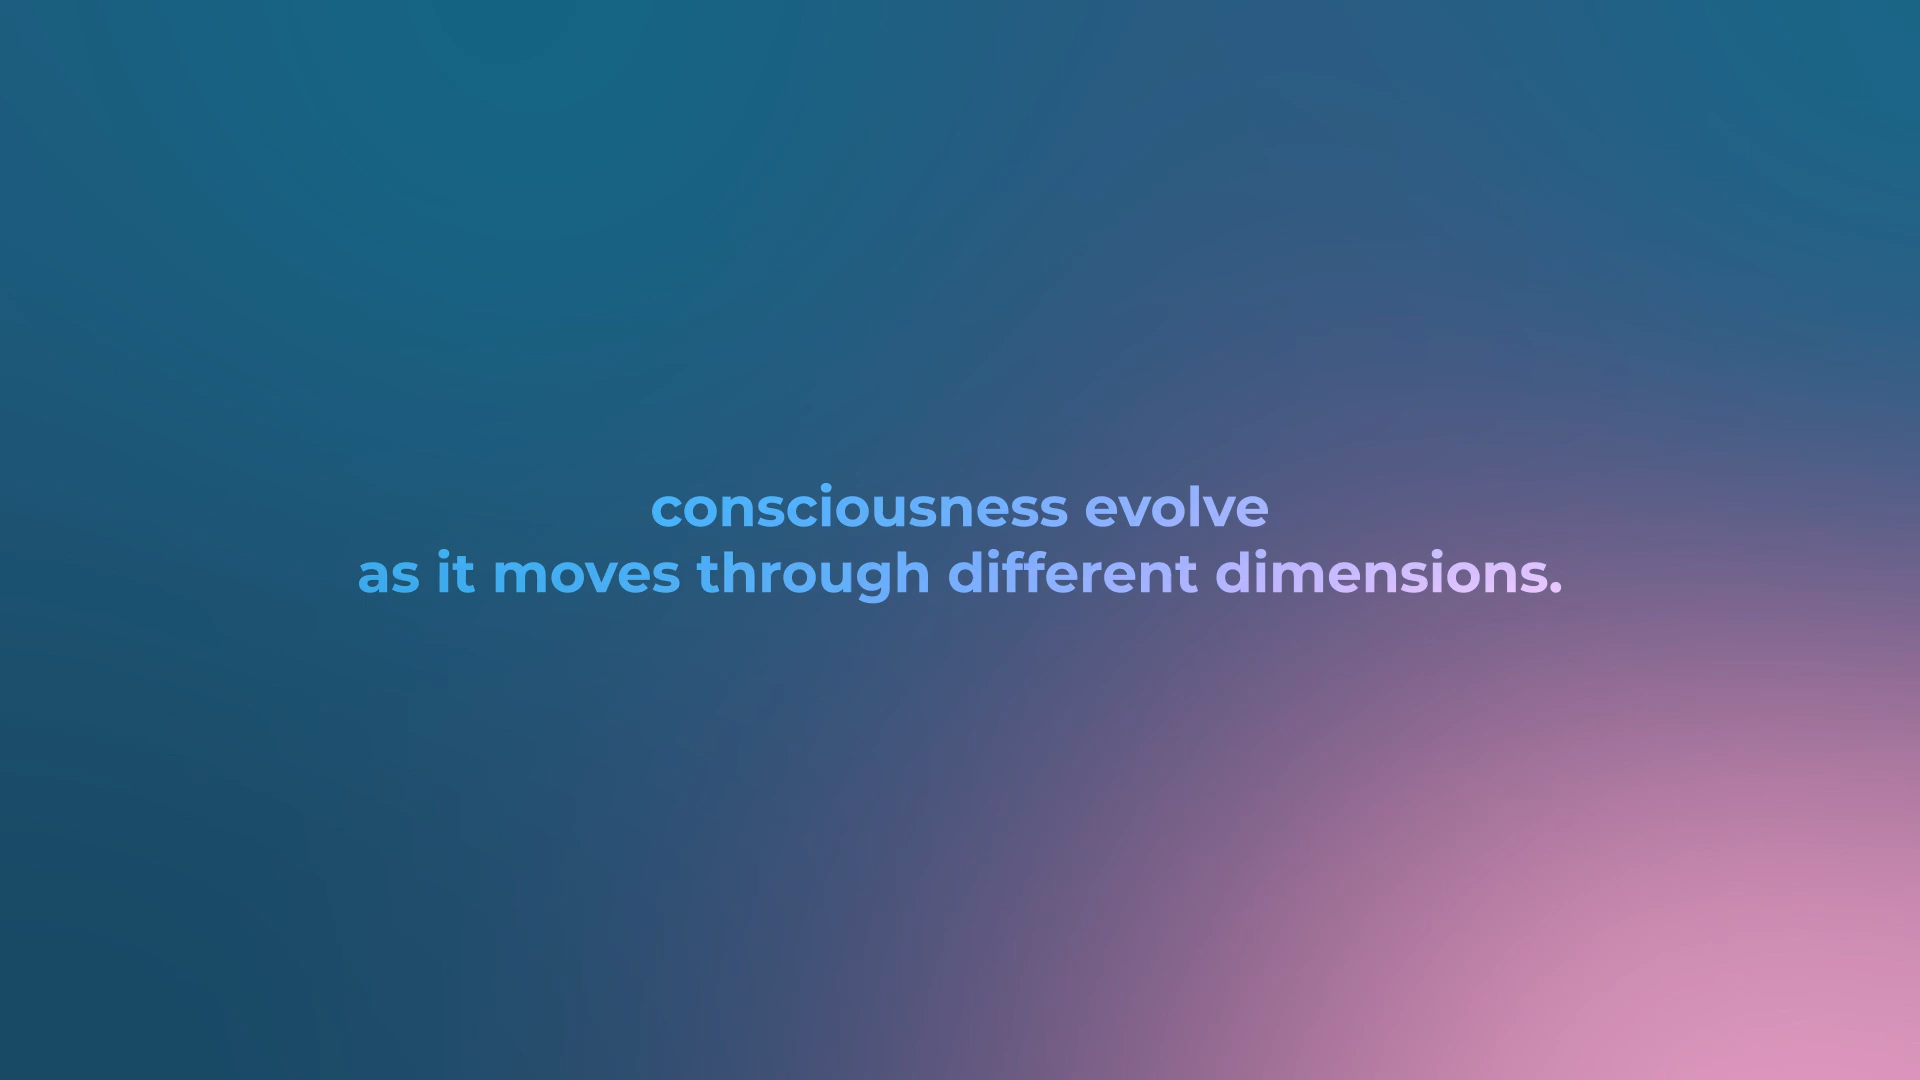 consciousness evolve
as it moves through different dimensions.